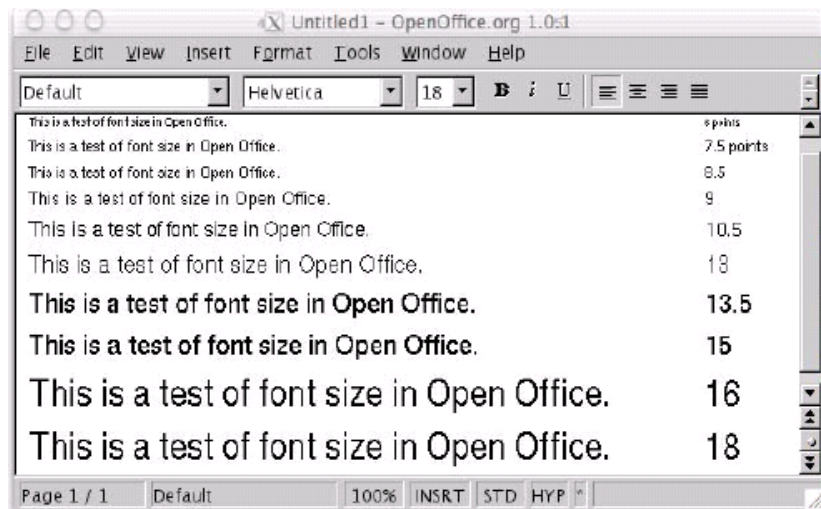 Untitled1 – OpenOffice.org 1.0.1
File Edit View Insert Format Tools Window Help
Default Helvetica 18 B i U
This is a test of font size in Open Office. 6 points
This is a test of font size in Open Office. 7.5 points
This is a test of font size in Open Office. 8.5
This is a test of font size in Open Office. 9
This is a test of font size in Open Office. 10.5
This is a test of font size in Open Office. 13
This is a test of font size in Open Office. 13.5
This is a test of font size in Open Office. 15
This is a test of font size in Open Office. 16
This is a test of font size in Open Office. 18
Page 1 / 1 Default 100% INSRT STD HYP *